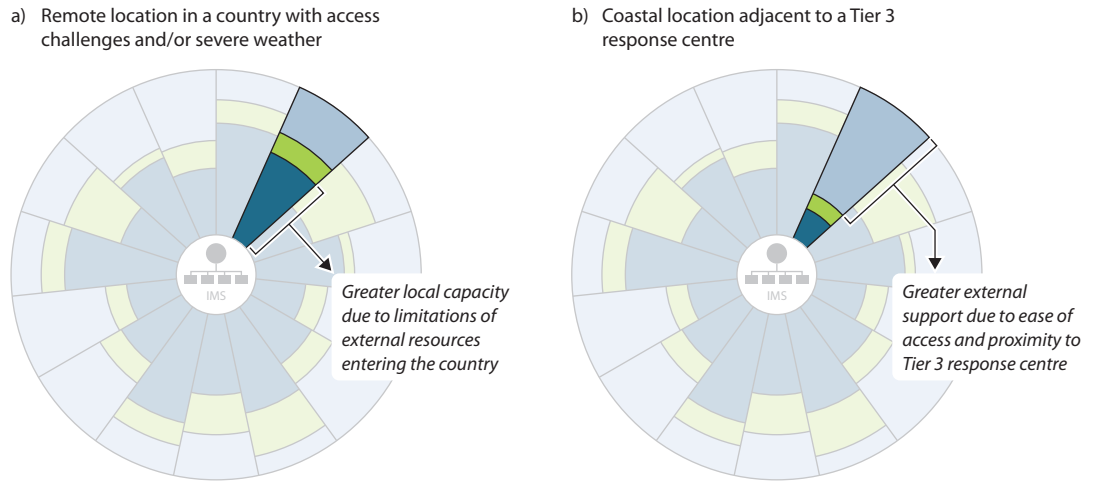 a) Remote location in a country with access
challenges and/or severe weather
IMS
Greater local capacity
due to limitations of
external resources
entering the country
b) Coastal location adjacent to a Tier 3
response centre
IMS
Greater external
support due to ease of
access and proximity to
Tier 3 response centre